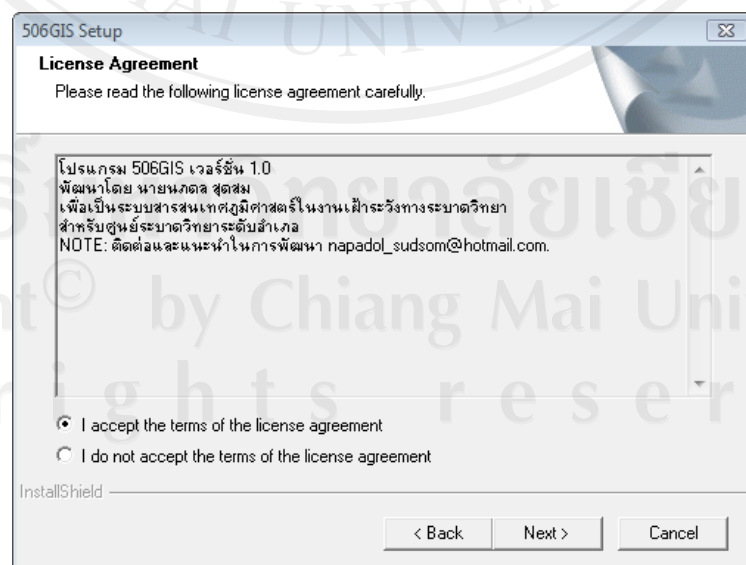 506GIS Setup
License Agreement
Please read the following license agreement carefully.
โปรแกรม 506GIS เวอร์ชั่น 1.0
พัฒนาโดย นายนภดล สุดสม
เพื่อเป็นระบบสารสนเทศภูมิศาสตร์ในงานเฝ้าระวังทางระบาดวิทยา
สำหรับศูนย์ระบาดวิทยาระดับอำเภอ
NOTE: ติดต่อและแนะนำในการพัฒนา napadol_sudsom@hotmail.com.
I accept the terms of the license agreement
I do not accept the terms of the license agreement
InstallShield
< Back
Next >
Cancel
by Chiang Mai Uni